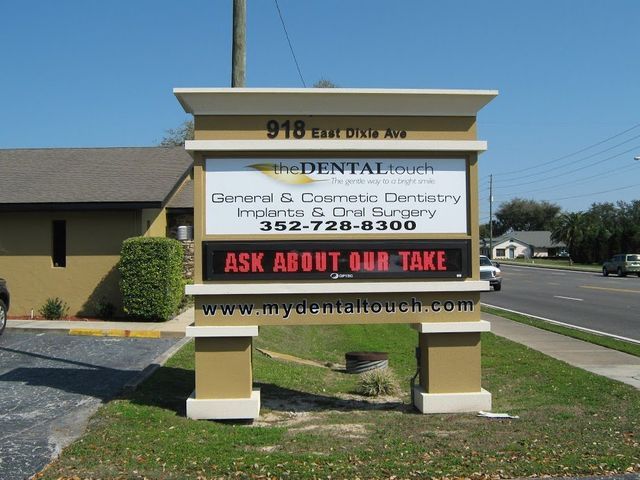 918 East Dixie Ave
theDENTALtouch
The gentle way to a bright smile.
General & Cosmetic Dentistry
Implants & Oral Surgery
352-728-8300
ASK ABOUT OUR TAKE
OPTEC
www.mydentaltouch.com